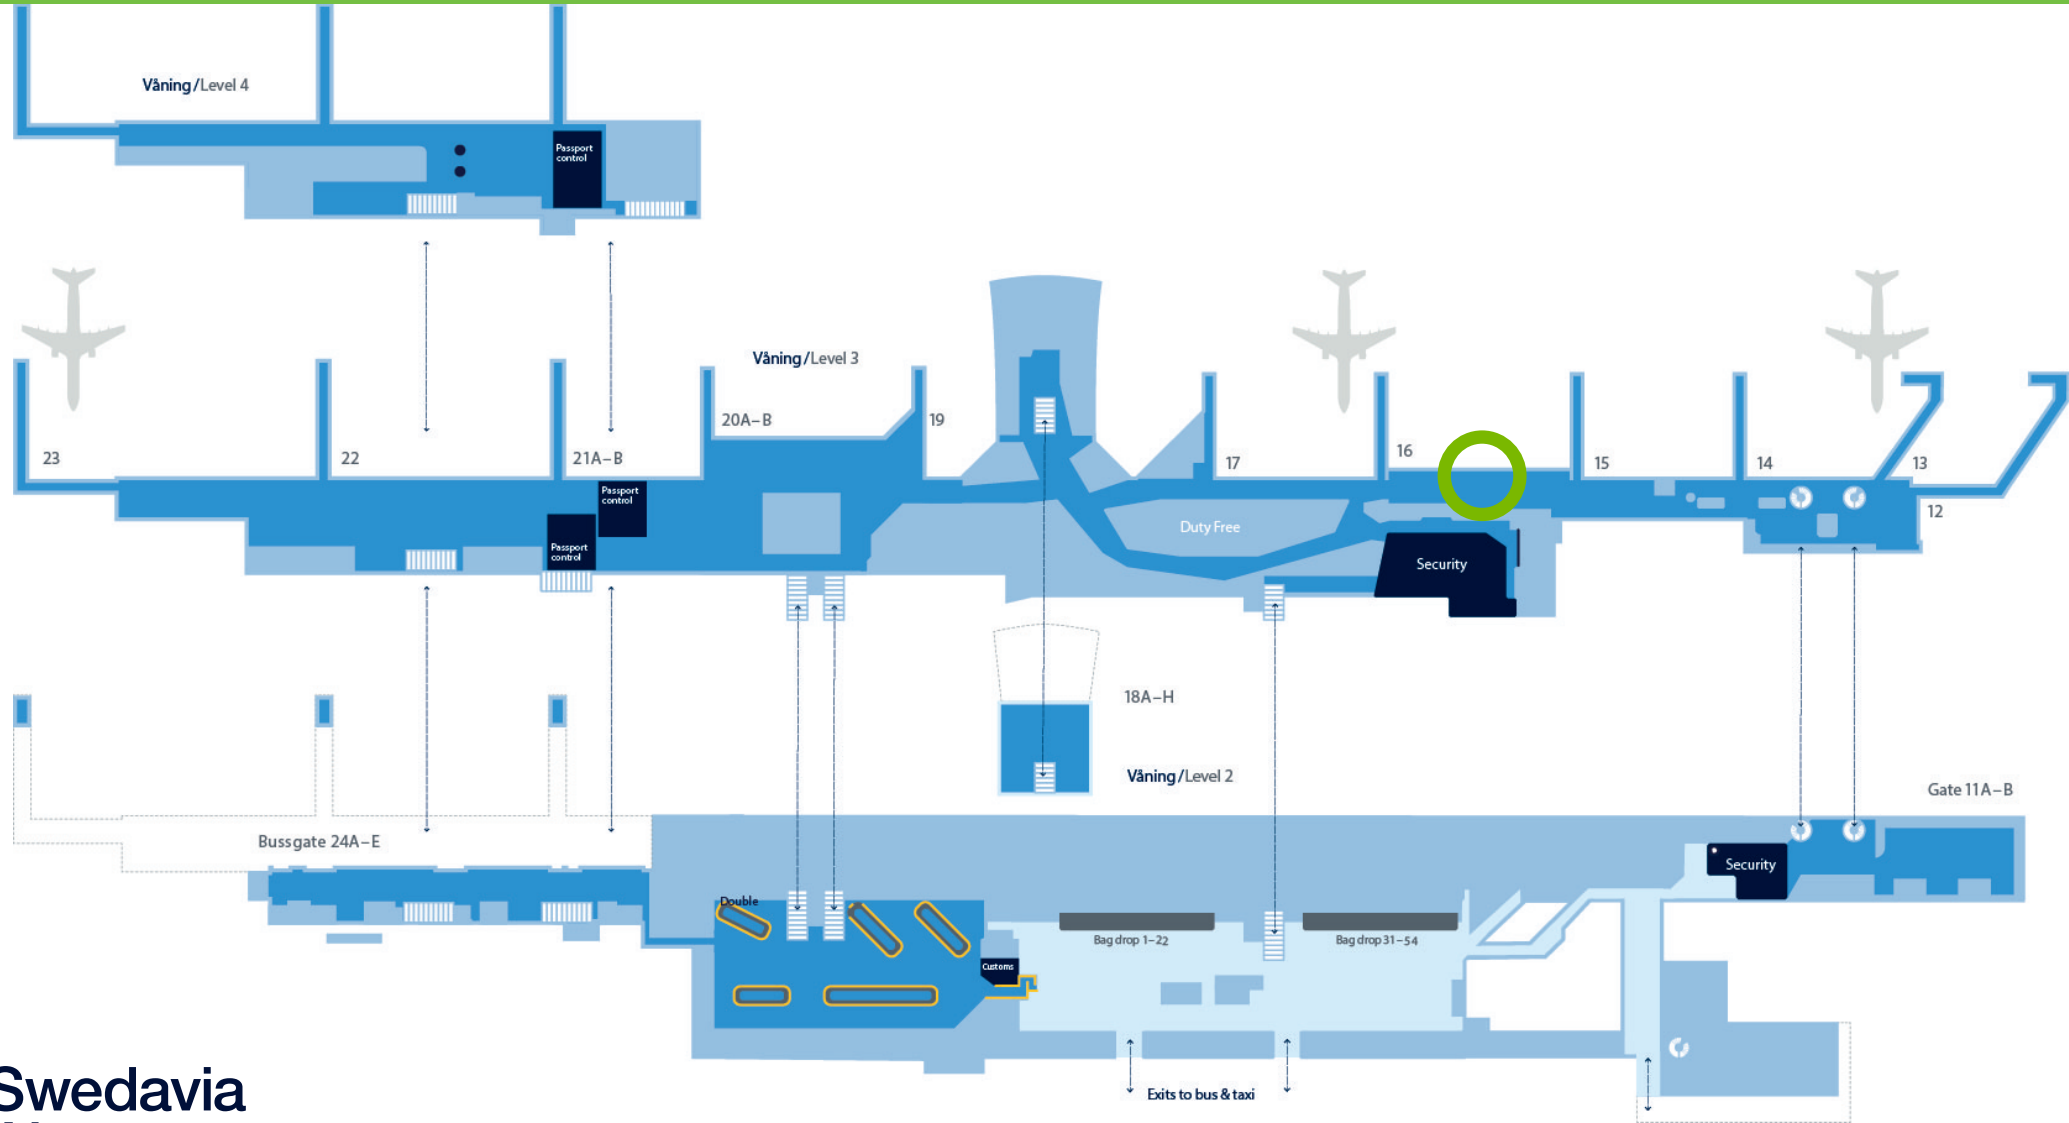 Våning/Level 4
Passport
control
Våning/Level 3
20A–B
19
23
22
21A–B
17
16
15
14
13
12
Passport
control
Passport
control
Duty Free
Security
18A–H
Våning/Level 2
Gate 11A–B
Bussgate 24A–E
Security
Double
Bag drop 1–22
Bag drop 31–54
Customs
Exits to bus & taxi
Swedavia